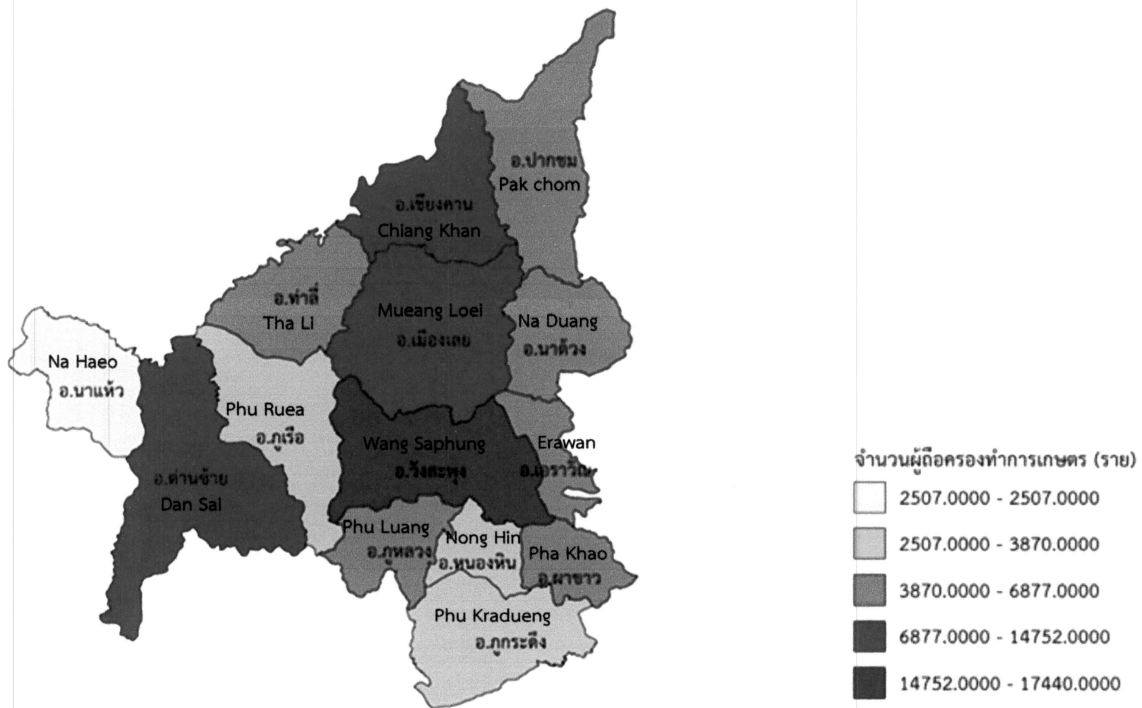 อ.ปากชม
Pak chom
อ.เชียงคาน
Chiang Khan
อ.ท่าลี่
Tha Li
Mueang Loei
อ.เมืองเลย
Na Duang
อ.นาด้วง
Na Haeo
อ.นาแห้ว
Phu Ruea
อ.ภูเรือ
Wang Saphung
อ.วังสะพุง
Erawan
อ.เอราวัณ
อ.ด่านซ้าย
Dan Sai
Phu Luang
อ.ภูหลวง
Nong Hin
อ.หนองหิน
Pha Khao
อ.ผาขาว
Phu Kradueng
อ.ภูกระดึง
จำนวนผู้ถือครองทำการเกษตร (ราย)
2507.0000 - 2507.0000
2507.0000 - 3870.0000
3870.0000 - 6877.0000
6877.0000 - 14752.0000
14752.0000 - 17440.0000